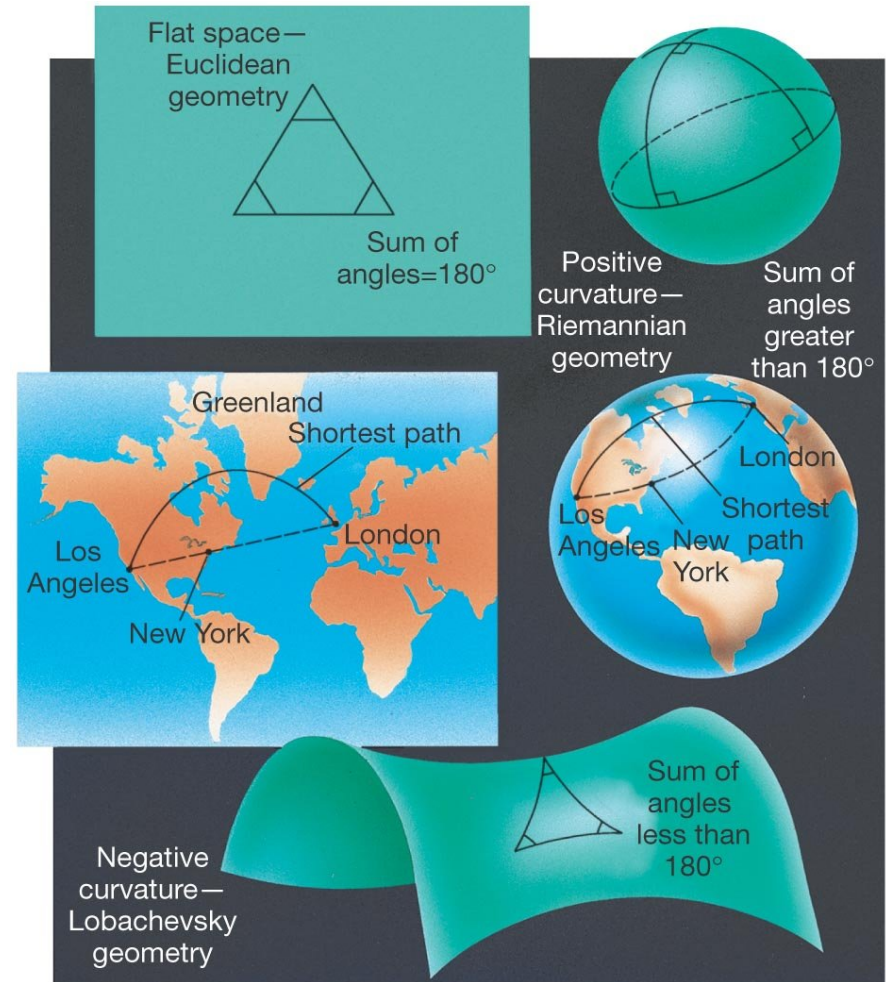 Flat space—
Euclidean
geometry
Sum of
angles=180°
Positive
curvature—
Riemannian
geometry
Sum of
angles
greater
than 180°
Greenland
Shortest path
London
Los
Angeles
New York
London
Los
Angeles
New
York
Shortest
path
Sum of
angles
less than
180°
Negative
curvature—
Lobachevsky
geometry